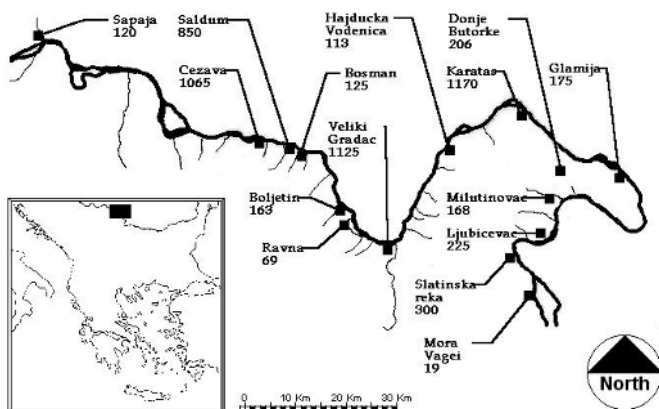 Sapaja
120
Saldum
850
Cezava
1065
Bosman
125
Veliki
Gradac
1125
Hajducka
Vodenica
113
Donje
Butorke
206
Karatas
1170
Glamija
175
Boljetin
163
Ravna
69
Milutinovac
168
Ljubicevac
225
Slatinska
reka
300
Mora
Vagei
19
North
0 10 Km 20 Km 30 Km